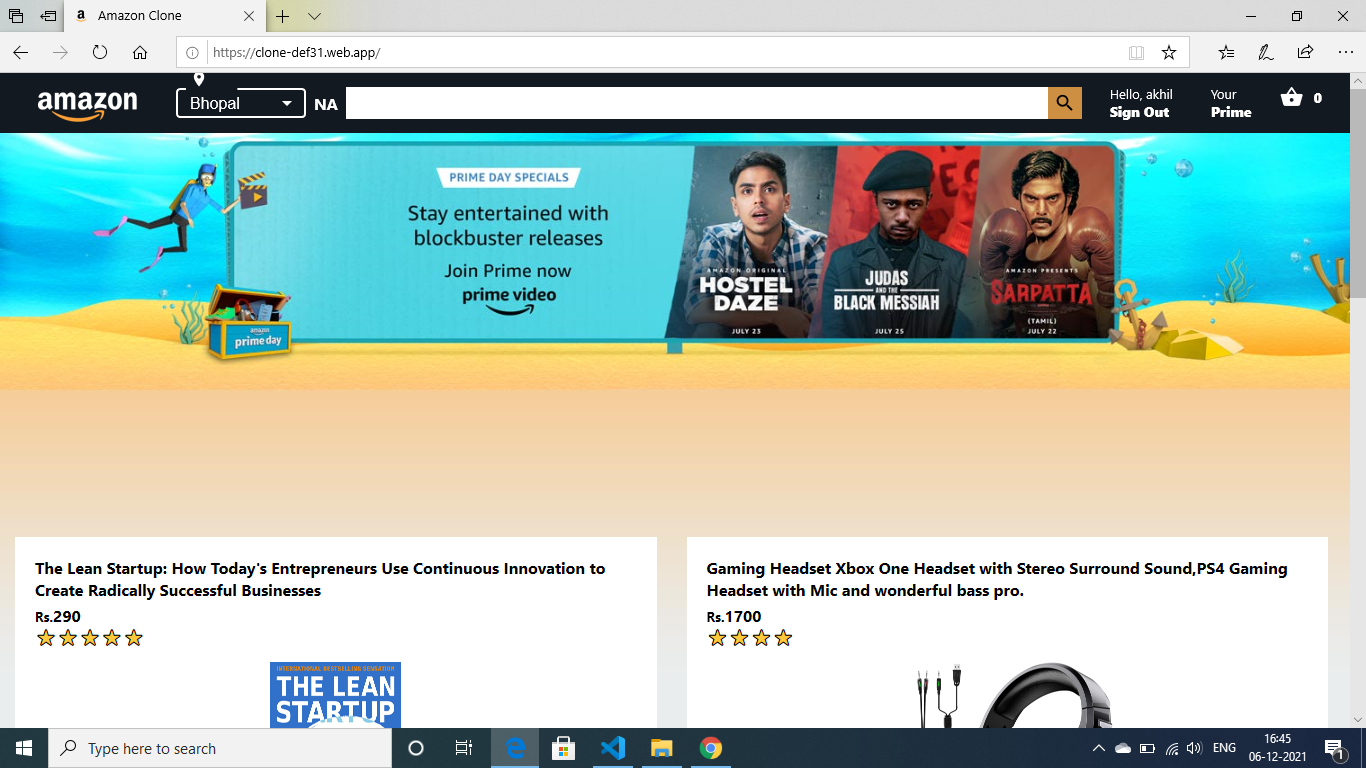 Amazon Clone
https://clone-def31.web.app/
amazon
Bhopal
NA
Hello, akhil
Sign Out
Your
Prime
0
PRIME DAY SPECIALS
Stay entertained with
blockbuster releases
Join Prime now
prime video
amazon
prime day
AMAZON ORIGINAL
HOSTEL
DAZE
JULY 23
JUDAS
AND THE
BLACK MESSIAH
JULY 25
AMAZON PRESENTS
SARPATTA
(TAMIL)
JULY 22
The Lean Startup: How Today's Entrepreneurs Use Continuous Innovation to
Create Radically Successful Businesses
Rs.290
INTERNATIONAL BESTSELLING SENSATION
THE LEAN
STARTUP
Gaming Headset Xbox One Headset with Stereo Surround Sound,PS4 Gaming
Headset with Mic and wonderful bass pro.
Rs.1700
Type here to search
ENG
16:45
06-12-2021
1